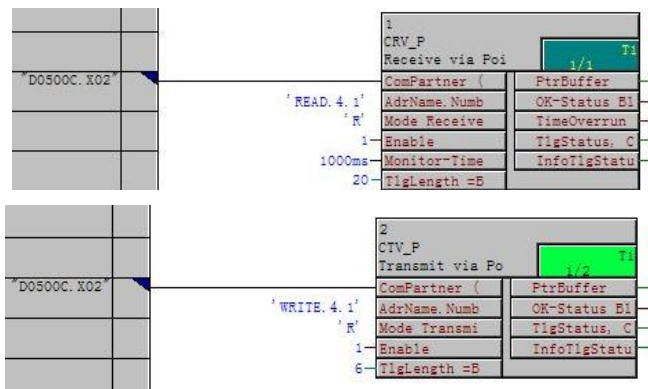 1
CRV_P
Receive via Poi
Ti
1/1
"D0500C.X02"
ComPartner (
PtrBuffer
'READ.4.1'
AdrName.Numb
OK-Status Bl
'R'
Mode Receive
TimeOverrun
1
Enable
TlgStatus, C
1000ms
Monitor-Time
InfoTlgStatu
20
TlgLength =B
2
CTV_P
Transmit via Po
Ti
1/2
"D0500C.X02"
ComPartner (
PtrBuffer
'WRITE.4.1'
AdrName.Numb
OK-Status Bl
'R'
Mode Transmi
TlgStatus, C
1
Enable
InfoTlgStatu
6
TlgLength =B